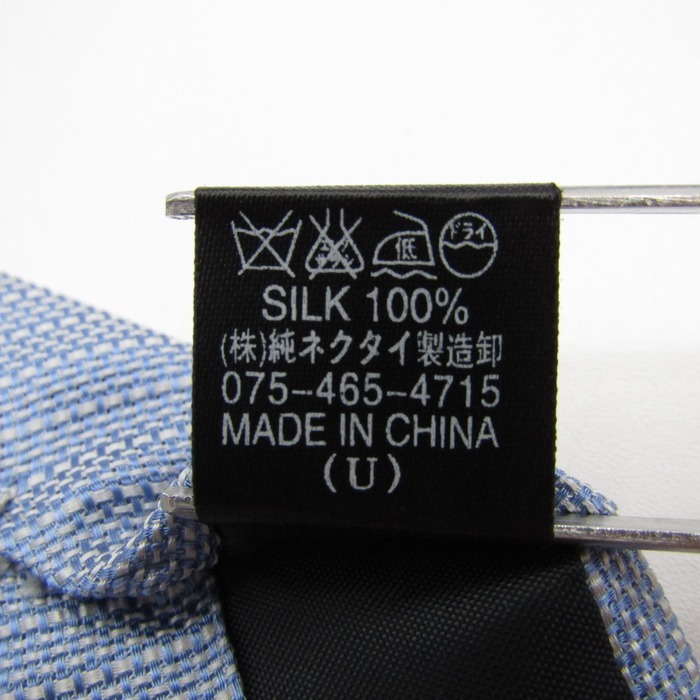 低 ドライ
SILK 100%
(株)純ネクタイ製造卸
075-465-4715
MADE IN CHINA
(U)